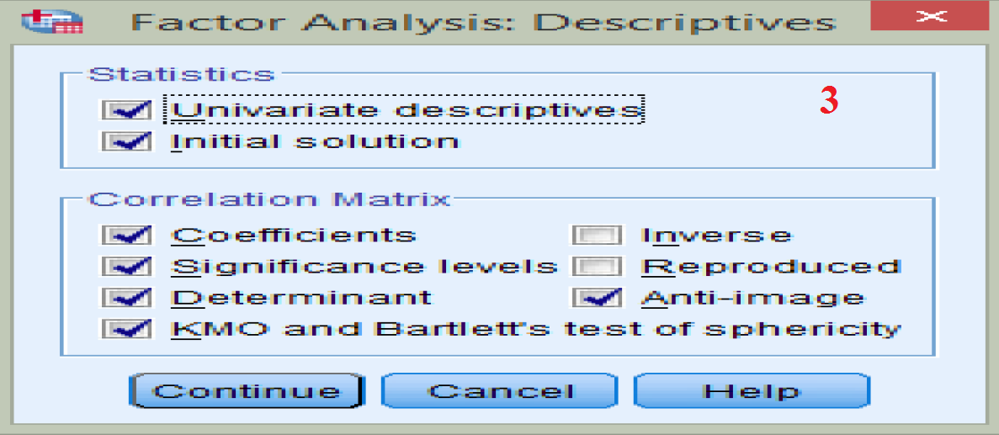 Factor Analysis: Descriptives
Statistics
3
Univariate descriptives
Initial solution
Correlation Matrix
Coefficients Inverse
Significance levels Reproduced
Determinant Anti-image
KMO and Bartlett's test of sphericity
Continue Cancel Help